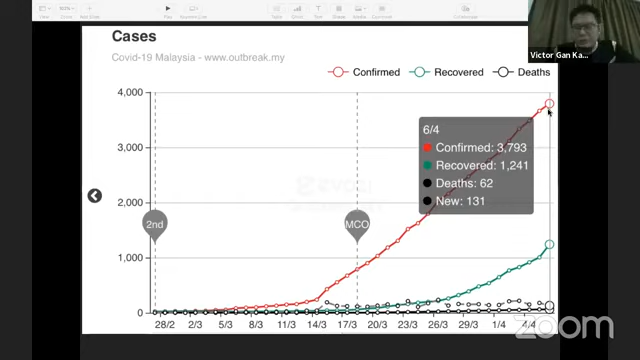 Play
Victor Gan Ka...
Cases
Covid-19 Malaysia - www.outbreak.my
Confirmed
Recovered
Deaths
4,000
3,000
2,000
1,000
0
6/4
Confirmed: 3,793
Recovered: 1,241
Deaths: 62
New: 131
2nd
MCO
28/2
2/3
5/3
8/3
11/3
14/3
17/3
20/3
23/3
26/3
29/3
1/4
4/4
zoom